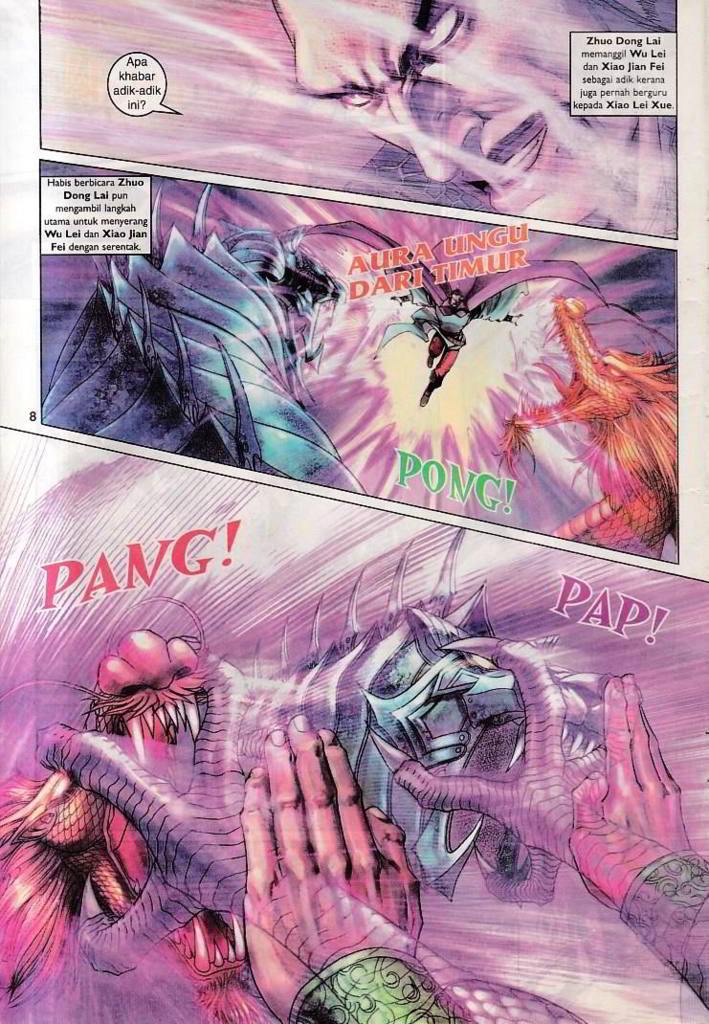 Apa
khabar
adik-adik
ini?
Zhuo Dong Lai
memanggil Wu Lei
dan Xiao Jian Fei
sebagai adik kerana
juga pernah berguru
kepada Xiao Lei Xue.
Habis berbicara Zhuo
Dong Lai pun
mengambil langkah
utama untuk menyerang
Wu Lei dan Xiao Jian
Fei dengan serentak.
AURA UNGU
DARI TIMUR
PONG!
8
PANG!
PAP!